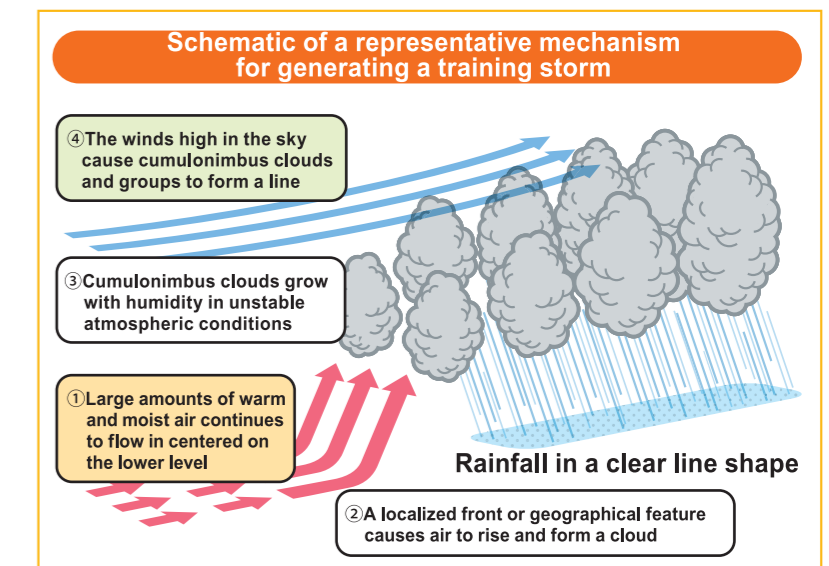 Schematic of a representative mechanism
for generating a training storm
④The winds high in the sky
cause cumulonimbus clouds
and groups to form a line
③Cumulonimbus clouds grow
with humidity in unstable
atmospheric conditions
①Large amounts of warm
and moist air continues
to flow in centered on
the lower level
Rainfall in a clear line shape
②A localized front or geographical feature
causes air to rise and form a cloud